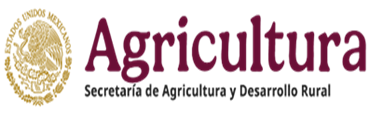 ESTADOS UNIDOS MEXICANOS
Agricultura
Secretaría de Agricultura y Desarrollo Rural